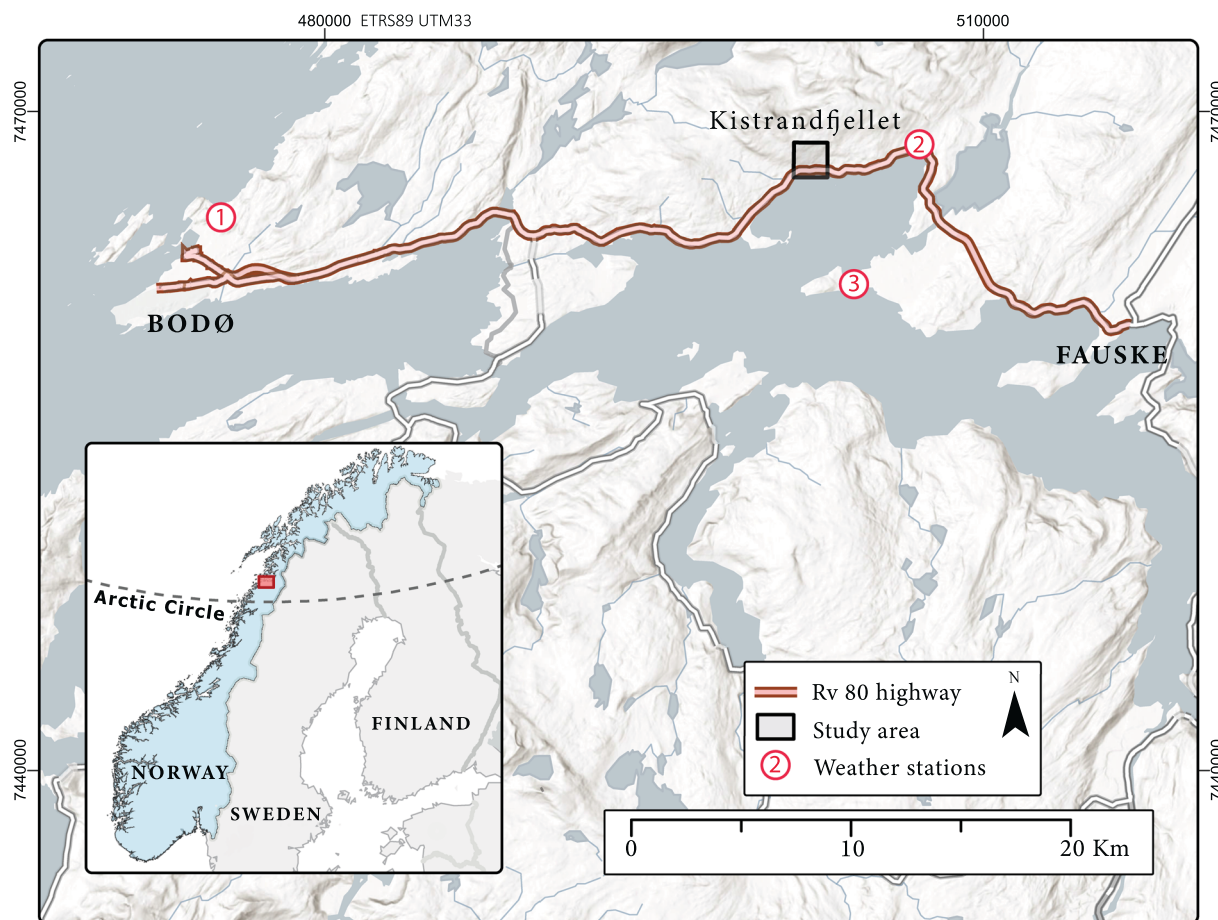 480000 ETRS89 UTM33
510000
7470000
7470000
Kistrandfjellet
2
1
3
BODØ
FAUSKE
Arctic Circle
NORWAY
SWEDEN
FINLAND
N
Rv 80 highway
Study area
2 Weather stations
7440000
7440000
0 10 20 Km